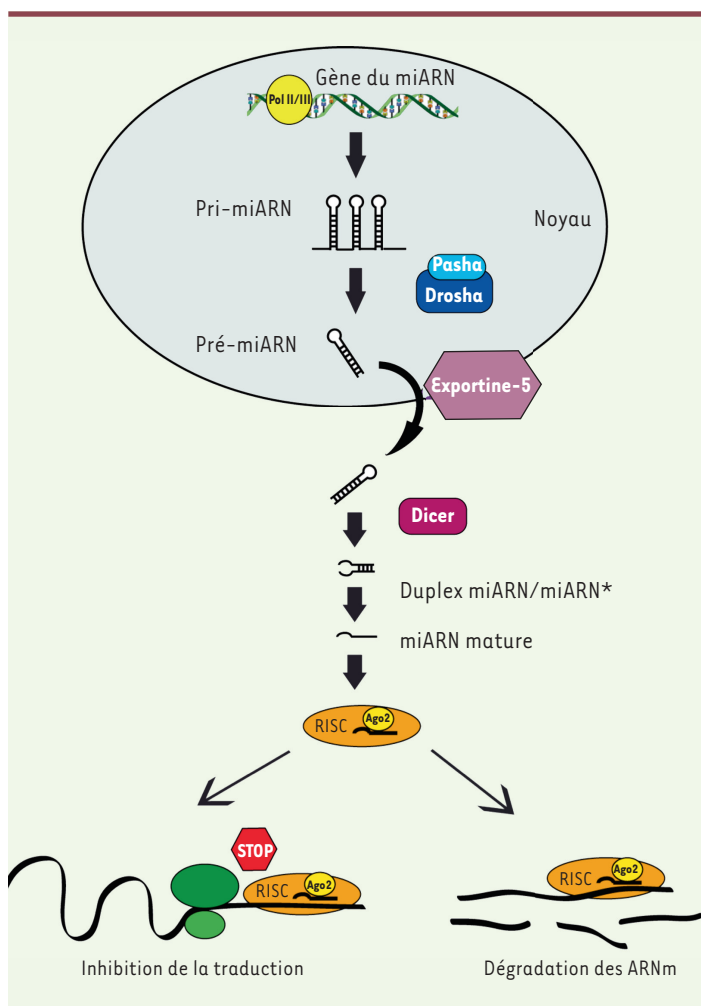 Gène du miARN
Pol II/III
Pri-miARN
Noyau
Pasha
Drosha
Pré-miARN
Exportine-5
Dicer
Duplex miARN/miARN*
miARN mature
RISC
Ago2
STOP
RISC
Ago2
RISC
Ago2
Inhibition de la traduction
Dégradation des ARNm